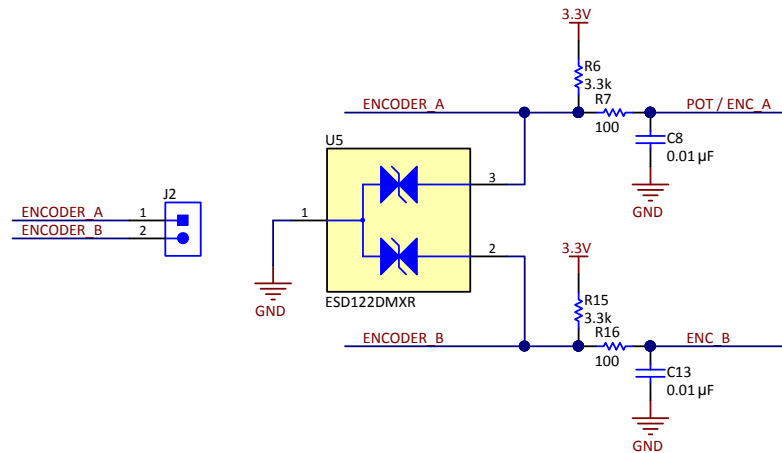 3.3V
R6
3.3k
R7
ENCODER_A
POT / ENC_A
100
C8
0.01 µF
GND
U5
3
1
2
GND
ESD122DMXR
J2
ENCODER_A
1
ENCODER_B
2
3.3V
R15
3.3k
R16
ENCODER_B
ENC_B
100
C13
0.01 µF
GND